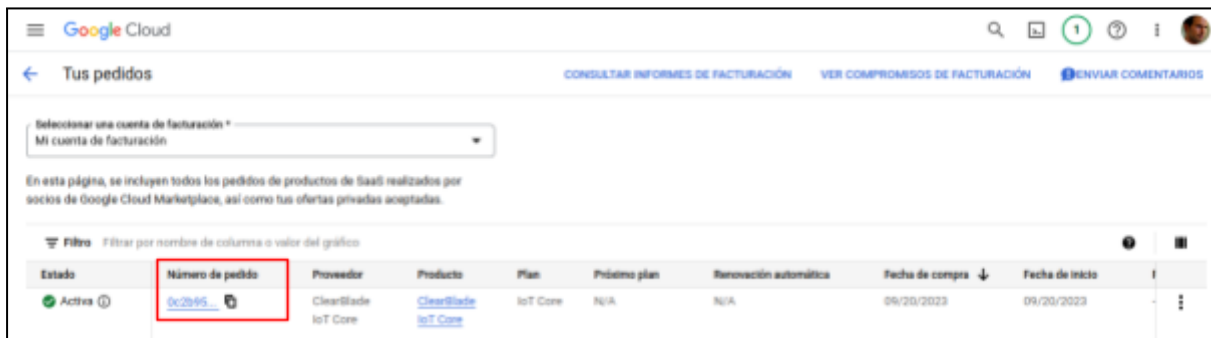 Google Cloud
1
Tus pedidos
CONSULTAR INFORMES DE FACTURACIÓN
VER COMPROMISOS DE FACTURACIÓN
ENVIAR COMENTARIOS
Seleccionar una cuenta de facturación *
Mi cuenta de facturación
En esta página, se incluyen todos los pedidos de productos de SaaS realizados por
socios de Google Cloud Marketplace, así como tus ofertas privadas aceptadas.
Filtro Filtrar por nombre de columna o valor del gráfico
Estado Número de pedido Proveedor Producto Plan Próximo plan Renovación automática Fecha de compra Fecha de inicio
Activa 0c2b95... ClearBlade ClearBlade IoT Core N/A N/A 09/20/2023 09/20/2023 -
IoT Core IoT Core